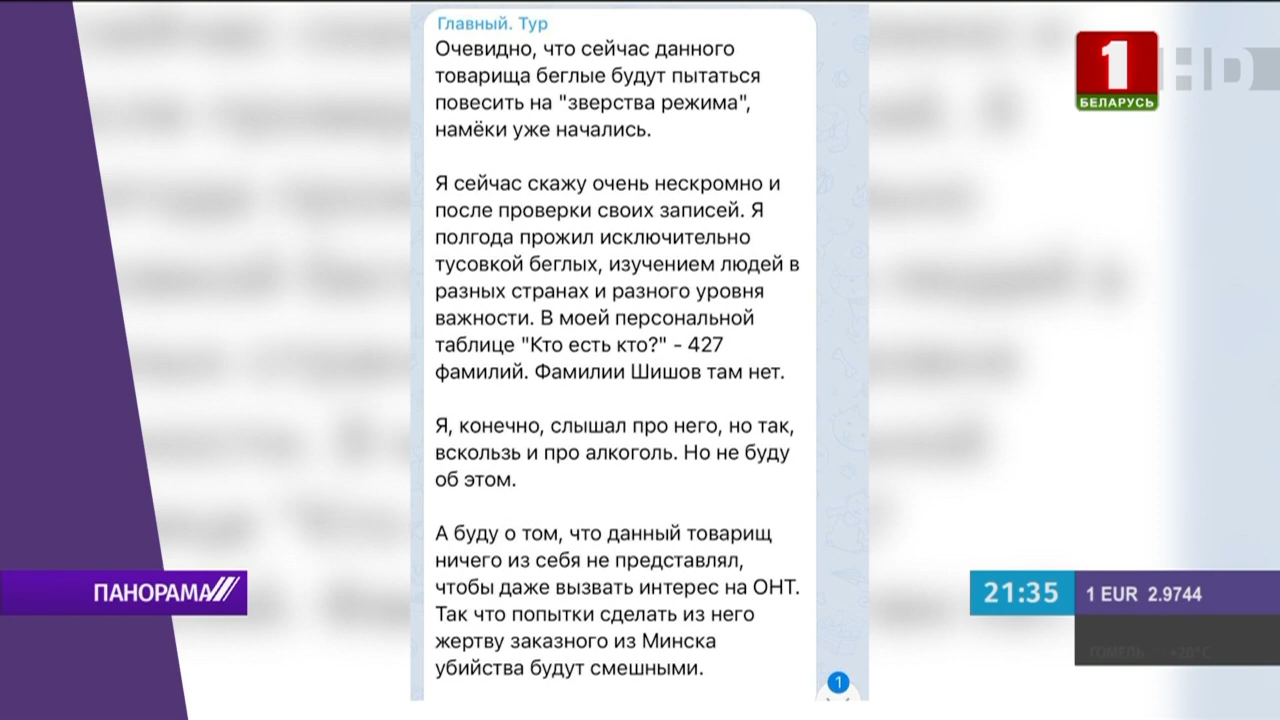 Главный. Тур
Очевидно, что сейчас данного
товарища беглые будут пытаться
повесить на "зверства режима",
намёки уже начались.
Я сейчас скажу очень нескромно и
после проверки своих записей. Я
полгода прожил исключительно
тусовкой беглых, изучением людей в
разных странах и разного уровня
важности. В моей персональной
таблице "Кто есть кто?" - 427
фамилий. Фамилии Шишов там нет.
Я, конечно, слышал про него, но так,
вскользь и про алкоголь. Но не буду
об этом.
А буду о том, что данный товарищ
ничего из себя не представлял,
чтобы даже вызвать интерес на ОНТ.
Так что попытки сделать из него
жертву заказного из Минска
убийства будут смешными.
1
1
БЕЛАРУСЬ
HD
ПАНОРАМА
21:35
1 EUR 2.9744
ГОМЕЛЬ +20°C